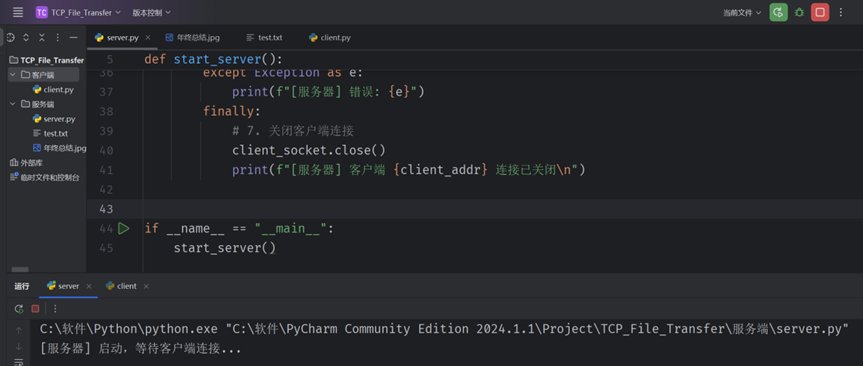 TC TCP_File_Transfer 版本控制 当前文件
server.py 年终总结.jpg test.txt client.py
TCP_File_Transfer
客户端
client.py
服务端
server.py
test.txt
年终总结.jpg
外部库
临时文件和控制台
5 def start_server():
36 except Exception as e:
37 print(f"[服务器] 错误: {e}")
38 finally:
39 # 7. 关闭客户端连接
40 client_socket.close()
41 print(f"[服务器] 客户端 {client_addr} 连接已关闭\n")
42
43
44 if __name__ == "__main__":
45 start_server()
运行 server client
C:\软件\Python\python.exe "C:\软件\PyCharm Community Edition 2024.1.1\Project\TCP_File_Transfer\服务端\server.py"
[服务器] 启动，等待客户端连接...